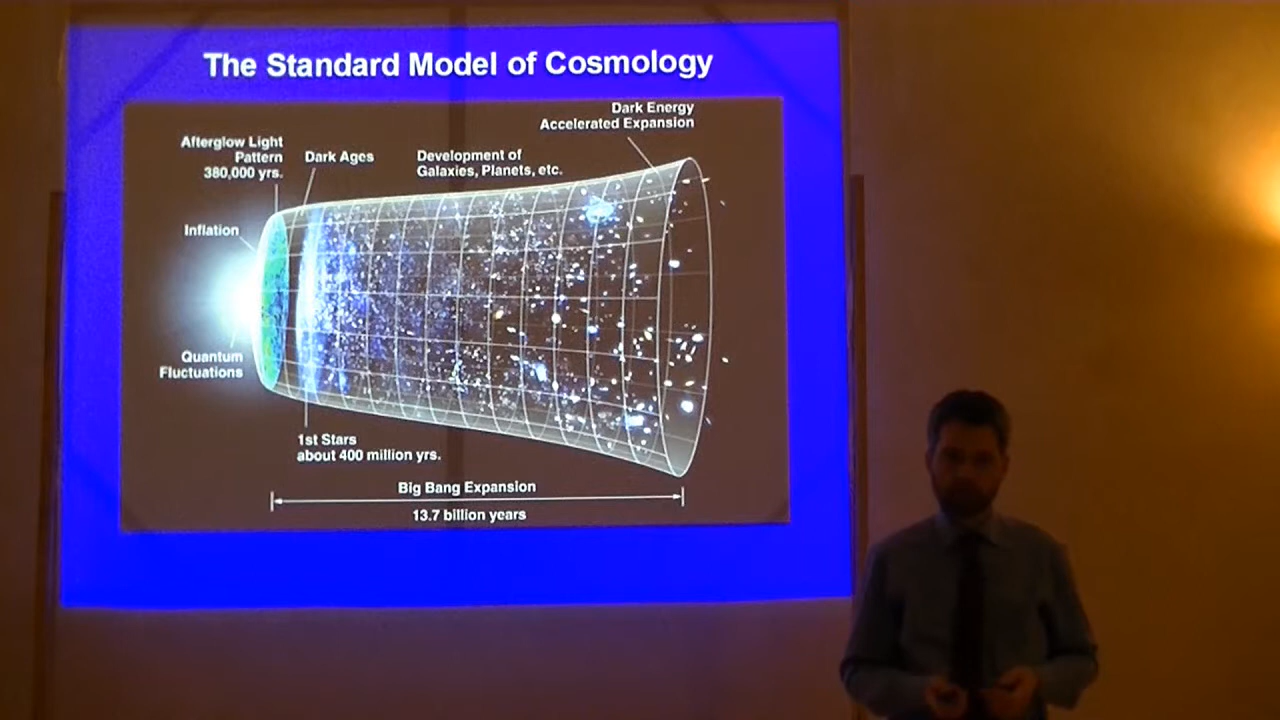 The Standard Model of Cosmology
Dark Energy
Accelerated Expansion
Afterglow Light
Pattern
380,000 yrs.
Dark Ages
Development of
Galaxies, Planets, etc.
Inflation
Quantum
Fluctuations
1st Stars
about 400 million yrs.
Big Bang Expansion
13.7 billion years